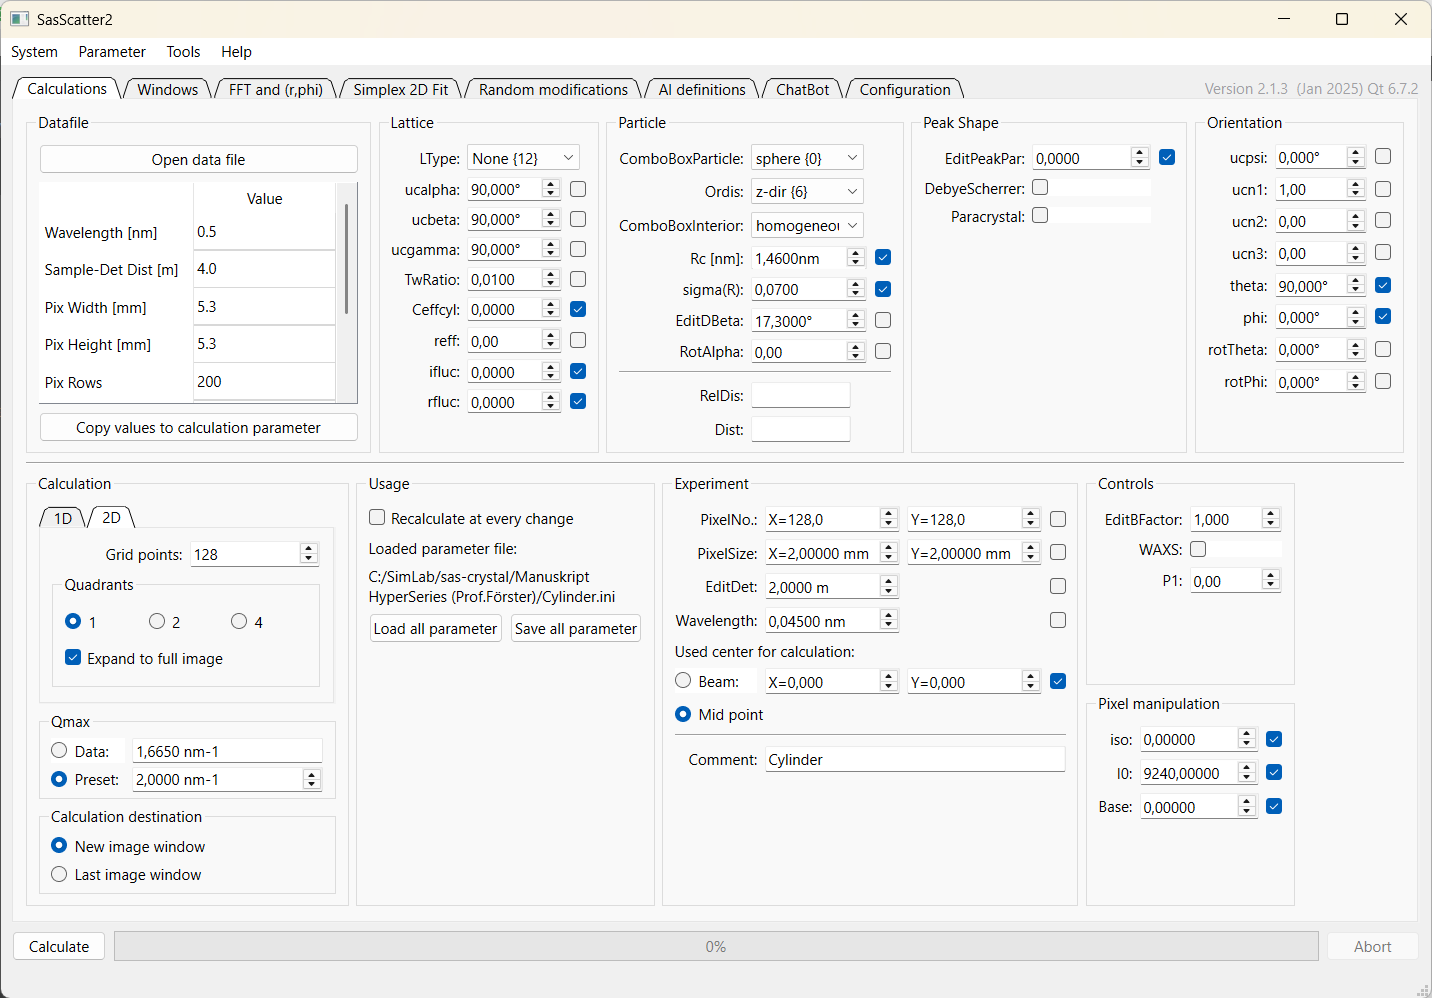 SasScatter2
System Parameter Tools Help
Calculations Windows FFT and (r,phi) Simplex 2D Fit Random modifications AI definitions ChatBot Configuration Version 2.1.3 (Jan 2025) Qt 6.7.2
Datafile
Open data file
Value
Wavelength [nm] 0.5
Sample-Det Dist [m] 4.0
Pix Width [mm] 5.3
Pix Height [mm] 5.3
Pix Rows 200
Copy values to calculation parameter
Lattice
LType: None {12}
ucalpha: 90,000°
ucbeta: 90,000°
ucgamma: 90,000°
TwRatio: 0,0100
Ceffcyl: 0,0000
reff: 0,00
ifluc: 0,0000
rfluc: 0,0000
Particle
ComboBoxParticle: sphere {0}
Ordis: z-dir {6}
ComboBoxInterior: homogeneou
Rc [nm]: 1,4600nm
sigma(R): 0,0700
EditDBeta: 17,3000°
RotAlpha: 0,00
RelDis:
Dist:
Peak Shape
EditPeakPar: 0,0000
DebyeScherrer:
Paracrystal:
Orientation
ucpsi: 0,000°
ucn1: 1,00
ucn2: 0,00
ucn3: 0,00
theta: 90,000°
phi: 0,000°
rotTheta: 0,000°
rotPhi: 0,000°
Calculation
1D 2D
Grid points: 128
Quadrants
1 2 4
Expand to full image
Qmax
Data: 1,6650 nm-1
Preset: 2,0000 nm-1
Calculation destination
New image window
Last image window
Usage
Recalculate at every change
Loaded parameter file:
C:/SimLab/sas-crystal/Manuskript
HyperSeries (Prof.Förster)/Cylinder.ini
Load all parameter Save all parameter
Experiment
PixelNo.: X=128,0 Y=128,0
PixelSize: X=2,00000 mm Y=2,00000 mm
EditDet: 2,0000 m
Wavelength: 0,04500 nm
Used center for calculation:
Beam: X=0,000 Y=0,000
Mid point
Comment: Cylinder
Controls
EditBFactor: 1,000
WAXS:
P1: 0,00
Pixel manipulation
iso: 0,00000
I0: 9240,00000
Base: 0,00000
Calculate 0% Abort